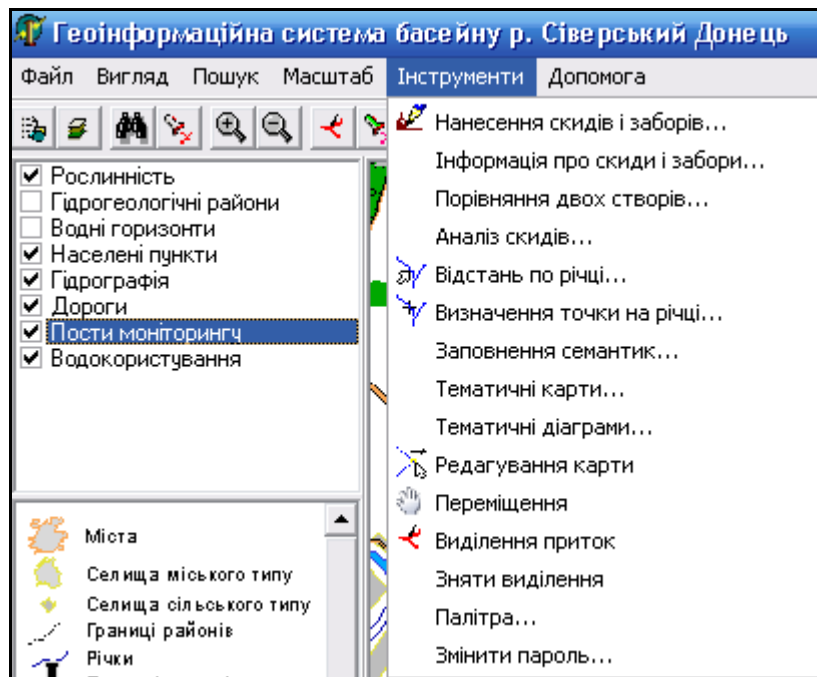 Геоінформаційна система басейну р. Сіверський Донець
Файл Вигляд Пошук Масштаб Інструменти Допомога
Нанесення скидів і заборів...
Інформація про скиди і забори...
Порівняння двох створів...
Аналіз скидів...
Відстань по річці...
Визначення точки на річці...
Заповнення семантик...
Тематичні карти...
Тематичні діаграми...
Редагування карти
Переміщення
Виділення приток
Зняти виділення
Палітра...
Змінити пароль...
Рослинність
Гідрогеологічні райони
Водні горизонти
Населені пункти
Гідрографія
Дороги
Пости моніторингу
Водокористування
Міста
Селища міського типу
Селища сільського типу
Границі районів
Річки